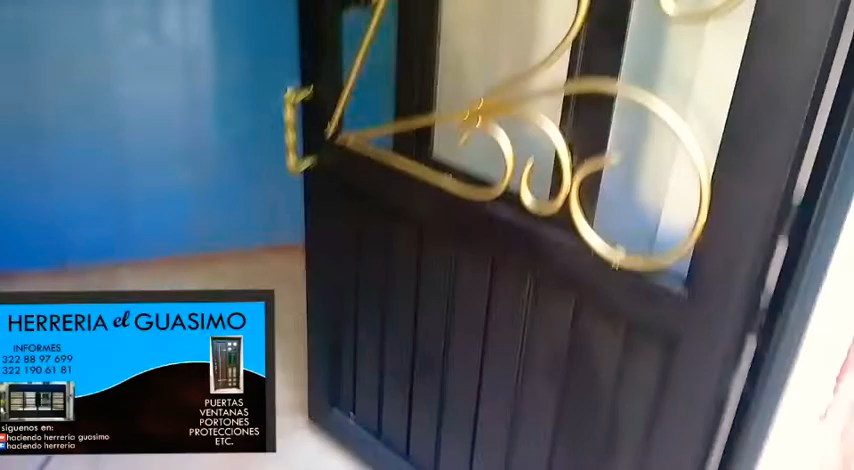 HERRERIA el GUASIMO
INFORMES
322 88 97 699
322 190 61 81
PUERTAS
VENTANAS
PORTONES
PROTECCIONES
ETC.
siguenos en:
haciendo herreria guasimo
haciendo herreria